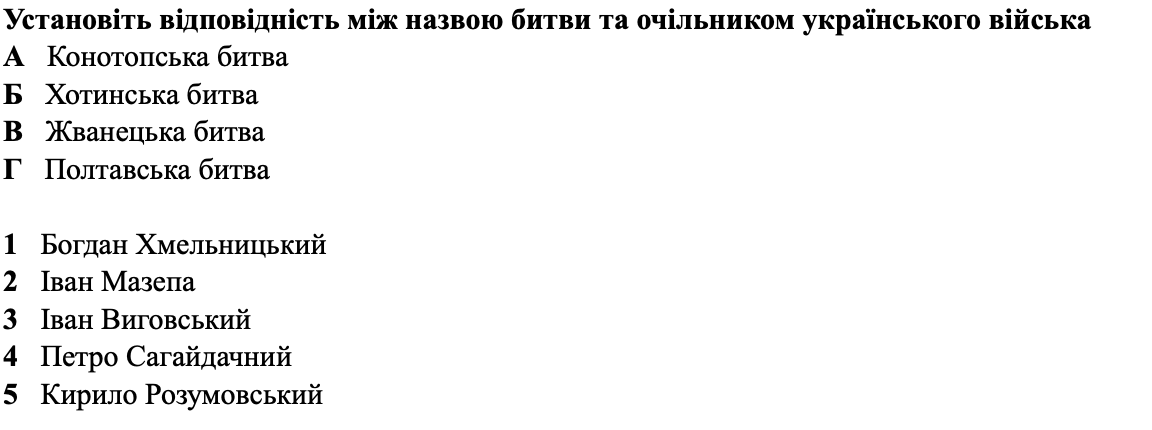 Установіть відповідність між назвою битви та очільником українського війська
А Конотопська битва
Б Хотинська битва
В Жванецька битва
Г Полтавська битва
1 Богдан Хмельницький
2 Іван Мазепа
3 Іван Виговський
4 Петро Сагайдачний
5 Кирило Розумовський